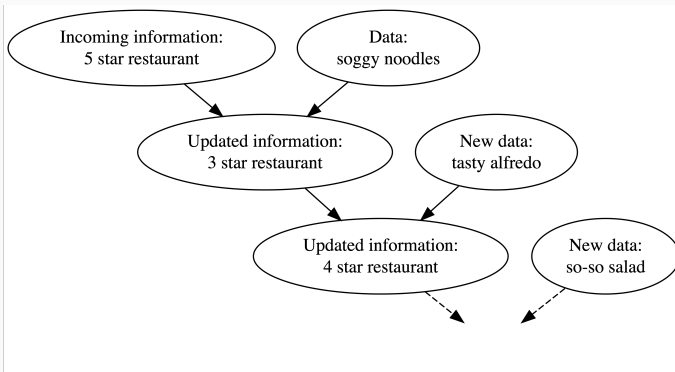 Incoming information:
5 star restaurant
Data:
soggy noodles
Updated information:
3 star restaurant
New data:
tasty alfredo
Updated information:
4 star restaurant
New data:
so-so salad